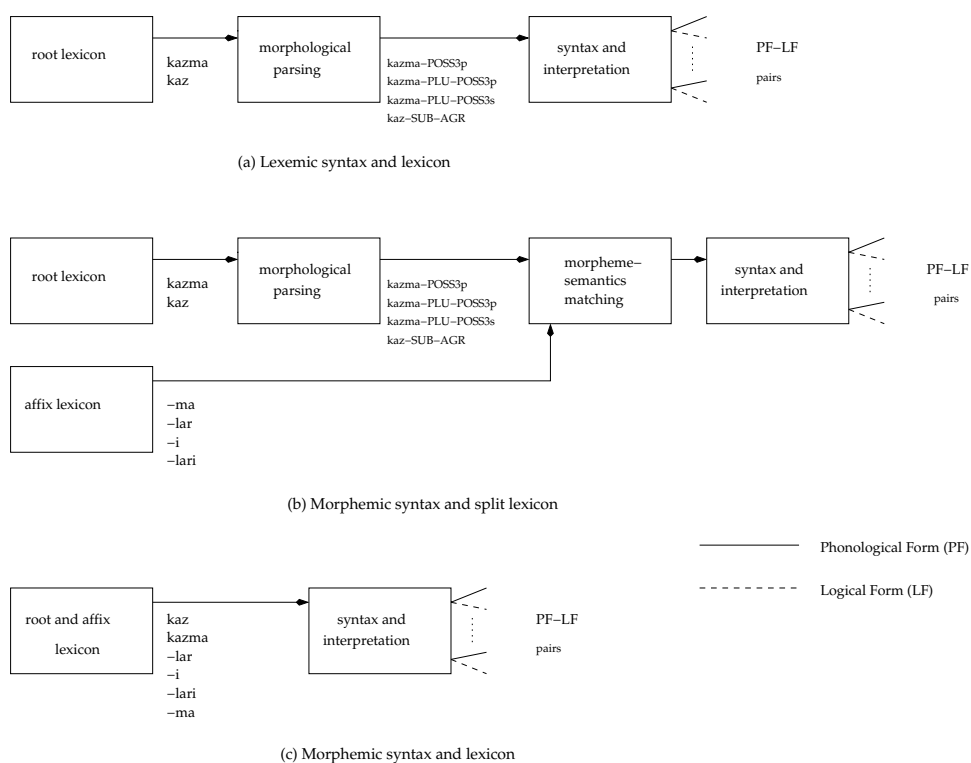 root lexicon
kazma
kaz
morphological
parsing
kazma−POSS3p
kazma−PLU−POSS3p
kazma−PLU−POSS3s
kaz−SUB−AGR
syntax and
interpretation
PF−LF
pairs
(a) Lexemic syntax and lexicon
root lexicon
kazma
kaz
morphological
parsing
kazma−POSS3p
kazma−PLU−POSS3p
kazma−PLU−POSS3s
kaz−SUB−AGR
morpheme−
semantics
matching
syntax and
interpretation
PF−LF
pairs
affix lexicon
−ma
−lar
−i
−lari
(b) Morphemic syntax and split lexicon
Phonological Form (PF)
Logical Form (LF)
root and affix
lexicon
kaz
kazma
−lar
−i
−lari
−ma
syntax and
interpretation
PF−LF
pairs
(c) Morphemic syntax and lexicon